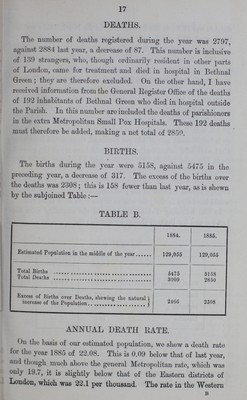 17
DEATHS.
The number of deaths registered during the year was 2797,
against 2884 last year, a decrease of 87. This number is inclusive
of 139 strangers, who, though ordinarily resident in other parts
of London, came for treatment and died in hospital in Bethnal
Green ; they are therefore excluded. On the other hand, I have
received information from the General Register Office of the deaths
of 192 inhabitants of Bethnal Green who died in hospital outside
the Parish. In this number are included the deaths of parishioners
in the extra Metropolitan Small Pox Hospitals. These 192 deaths
must therefore be added, making a net total of 2850.
BIRTHS.
The births during the year were 5158, against 5475 in the
preceding year, a decrease of 317. The excess of the births over
the deaths was 2308 ; this is 158 fewer than last year, as is shewn
by the subjoined Table :—
TABLE B.
1884. 1885.
Estimated Population in the middle of the year...... 129,055 129,055
Total Births 5475 5158
Total Deaths 3009 2850
Excess of Births over Deaths, shewing the natural
increase of the Population 2466 2308
ANNUAL DEATH RATE.
On the basis of our estimated population, we shew a death rate
for the year 1885 of 22.08. This is 0.09 below that of last year,
and though much above the general Metropolitan rate, which was
only 19.7, it is slightly below that of the Eastern districts of
London, which was 22.1 per thousand. The rate in the Western
B